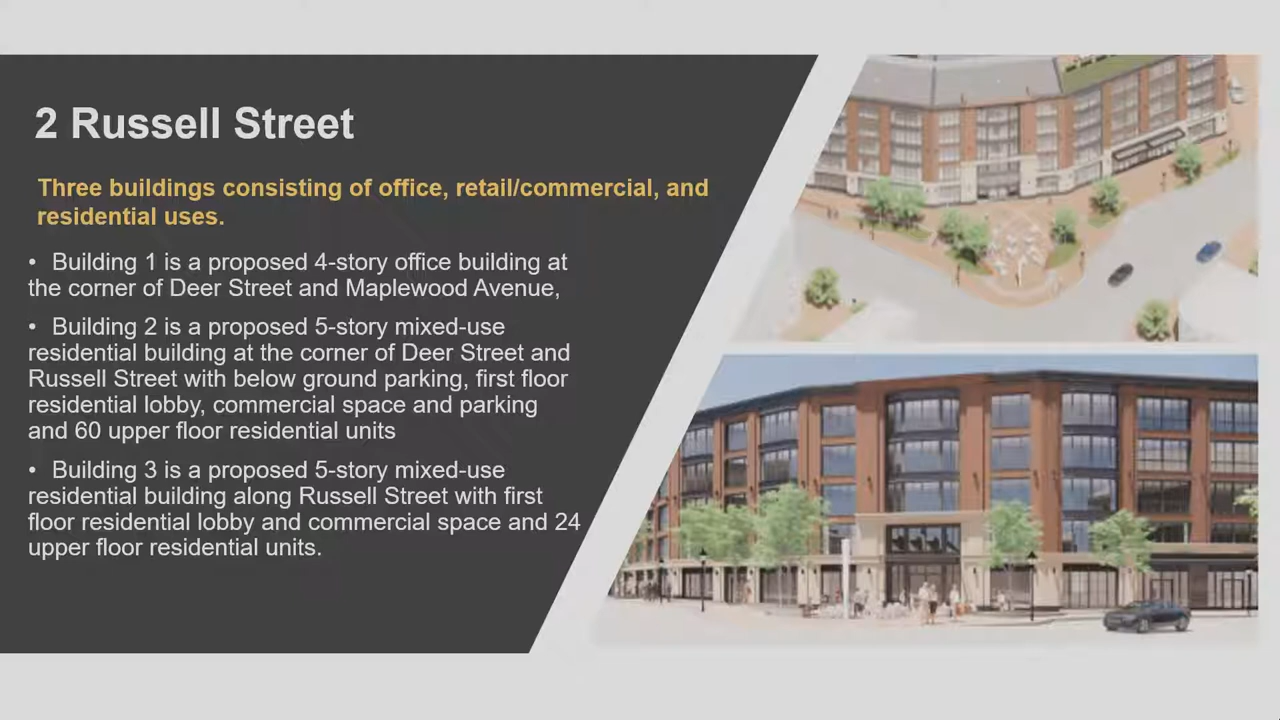 2 Russell Street
Three buildings consisting of office, retail/commercial, and
residential uses.
• Building 1 is a proposed 4-story office building at
the corner of Deer Street and Maplewood Avenue,
• Building 2 is a proposed 5-story mixed-use
residential building at the corner of Deer Street and
Russell Street with below ground parking, first floor
residential lobby, commercial space and parking
and 60 upper floor residential units
• Building 3 is a proposed 5-story mixed-use
residential building along Russell Street with first
floor residential lobby and commercial space and 24
upper floor residential units.